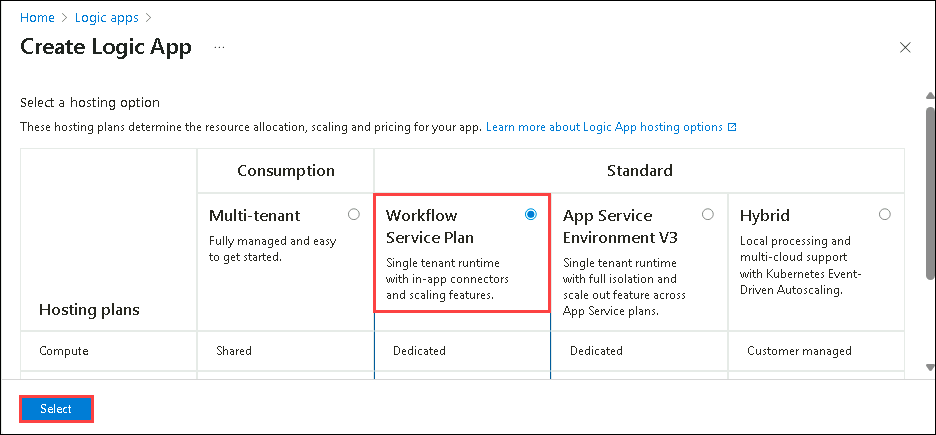 Home > Logic apps >
Create Logic App ...
Select a hosting option
These hosting plans determine the resource allocation, scaling and pricing for your app. Learn more about Logic App hosting options
Consumption
Standard
Hosting plans
Multi-tenant
Fully managed and easy
to get started.
Workflow
Service Plan
Single tenant runtime
with in-app connectors
and scaling features.
App Service
Environment V3
Single tenant runtime
with full isolation and
scale out feature across
App Service plans.
Hybrid
Local processing and
multi-cloud support
with Kubernetes Event-
Driven Autoscaling.
Compute
Shared
Dedicated
Dedicated
Customer managed
Select